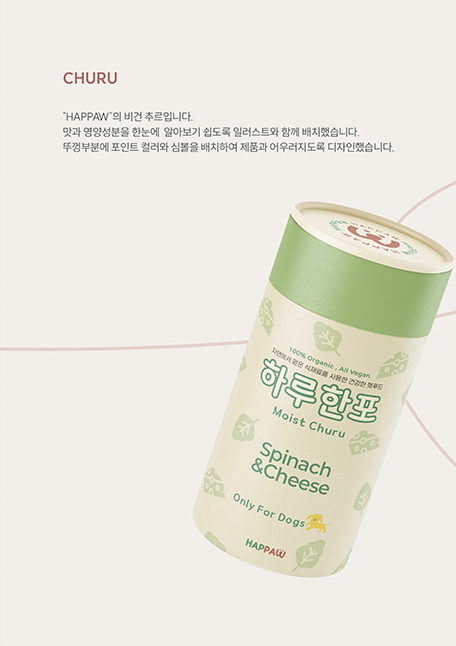 CHURU
"HAPPAW"의 비건 추르입니다.
맛과 영양성분을 한눈에 알아보기 쉽도록 일러스트와 함께 배치했습니다.
뚜껑부분에 포인트 컬러와 심볼을 배치하여 제품과 어우러지도록 디자인했습니다.
HAPPAW
100% Organic, All Vegan
자연에서 얻은 식재료를 사용한 건강한 펫푸드
하루 한포
Moist Churu
Spinach
&Cheese
Only For Dogs
HAPPAW